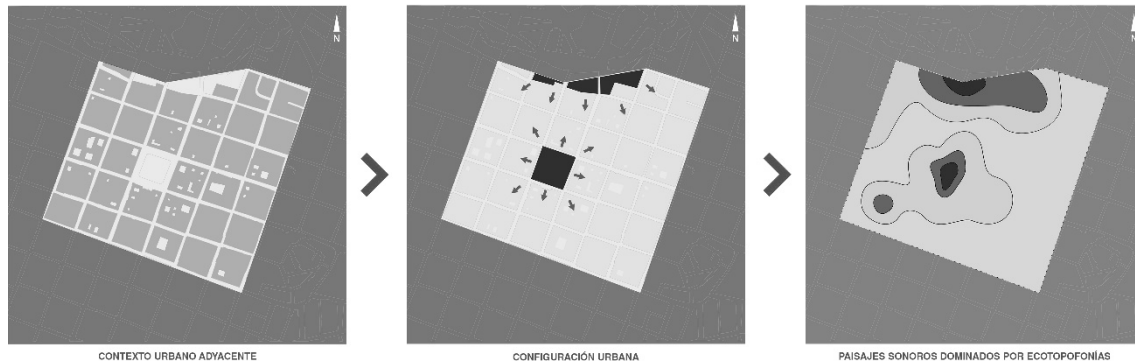 N
N
N
CONTEXTO URBANO ADYACENTE
CONFIGURACIÓN URBANA
PAISAJES SONOROS DOMINADOS POR ECOTOPOFONÍAS